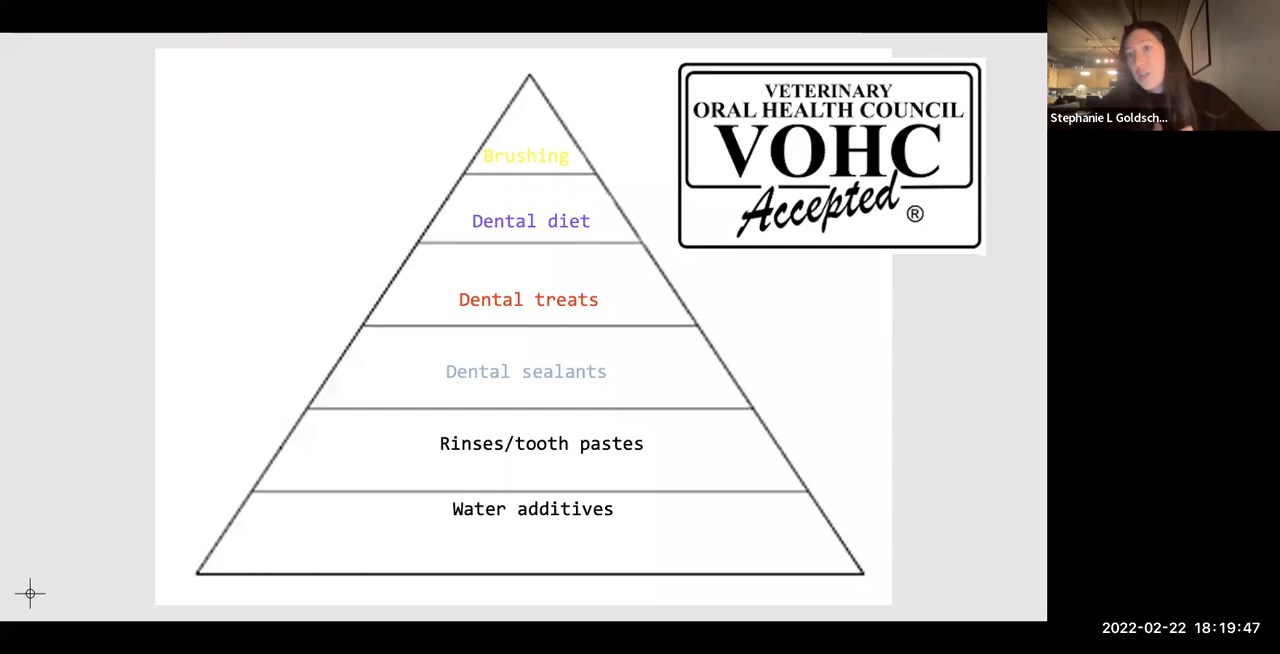 VETERINARY
ORAL HEALTH COUNCIL
VOHC
Accepted ®
Stephanie L Goldsch...
Brushing
Dental diet
Dental treats
Dental sealants
Rinses/tooth pastes
Water additives
2022-02-22 18:19:47